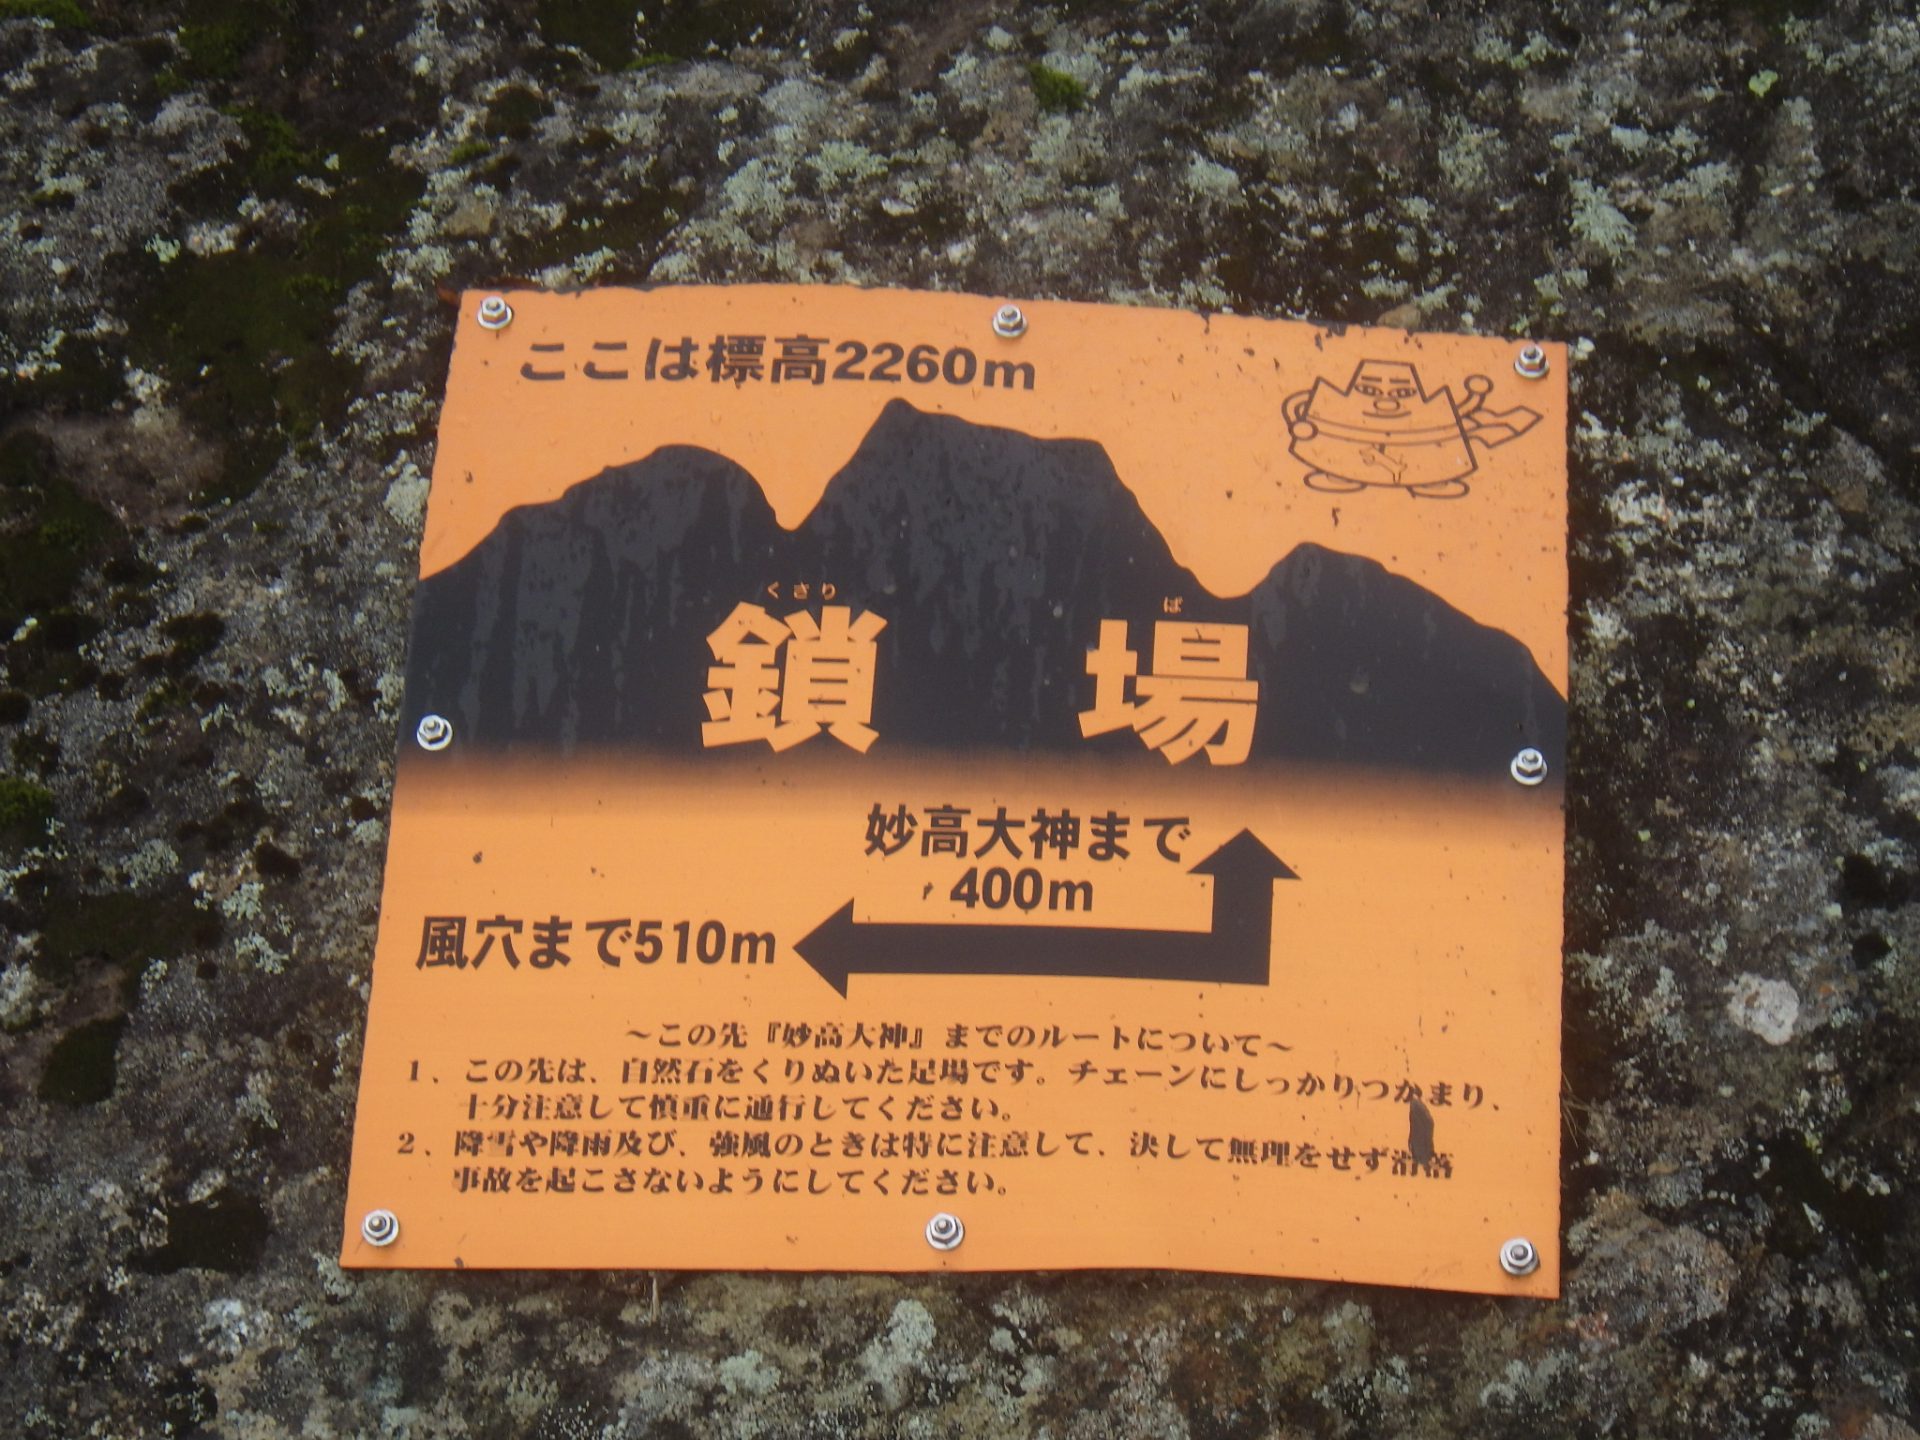 ここは標高2260m
くさり ば
鎖場
妙高大神まで
400m
風穴まで510m
～この先『妙高大神』までのルートについて～
1、この先は、自然石をくりぬいた足場です。チェーンにしっかりつかまり、
十分注意して慎重に通行してください。
2、降雪や降雨及び、強風のときは特に注意して、決して無理をせず滑落
事故を起こさないようにしてください。